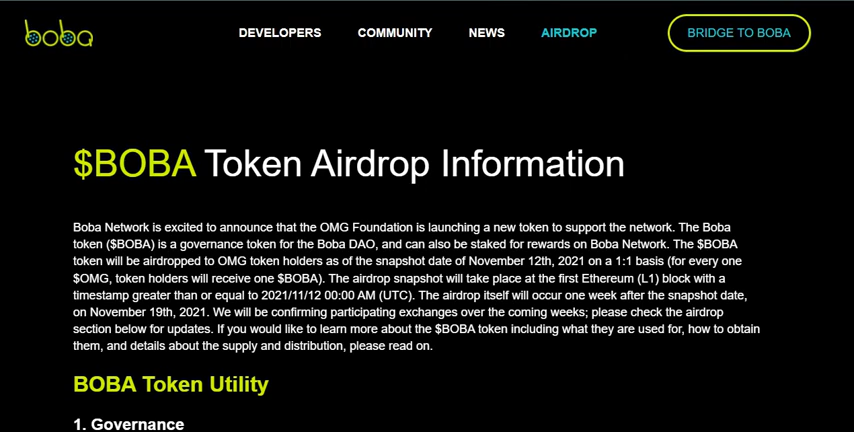 boba
DEVELOPERS
COMMUNITY
NEWS
AIRDROP
BRIDGE TO BOBA
$BOBA Token Airdrop Information
Boba Network is excited to announce that the OMG Foundation is launching a new token to support the network. The Boba
token ($BOBA) is a governance token for the Boba DAO, and can also be staked for rewards on Boba Network. The $BOBA
token will be airdropped to OMG token holders as of the snapshot date of November 12th, 2021 on a 1:1 basis (for every one
$OMG, token holders will receive one $BOBA). The airdrop snapshot will take place at the first Ethereum (L1) block with a
timestamp greater than or equal to 2021/11/12 00:00 AM (UTC). The airdrop itself will occur one week after the snapshot date,
on November 19th, 2021. We will be confirming participating exchanges over the coming weeks; please check the airdrop
section below for updates. If you would like to learn more about the $BOBA token including what they are used for, how to obtain
them, and details about the supply and distribution, please read on.
BOBA Token Utility
1. Governance